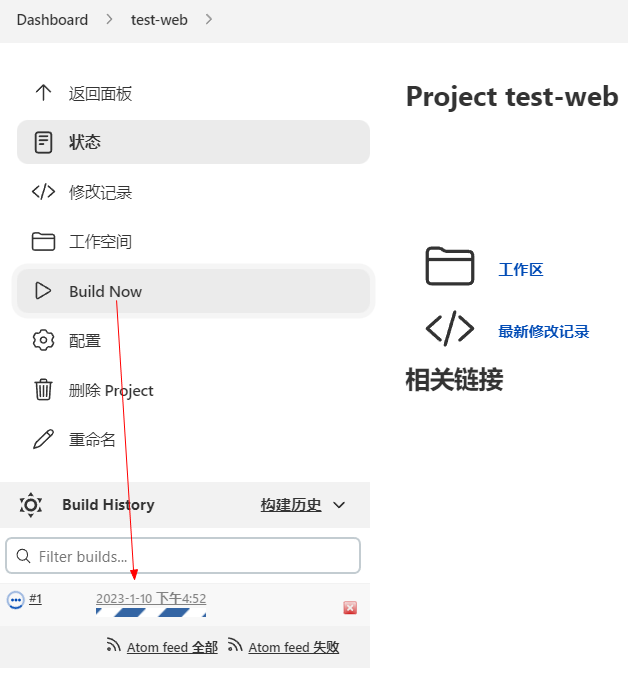 Dashboard > test-web >
返回面板
状态
修改记录
工作空间
Build Now
配置
删除 Project
重命名
Build History 构建历史
Filter builds...
#1 2023-1-10 下午4:52
Atom feed 全部 Atom feed 失败
Project test-web
工作区
最新修改记录
相关链接